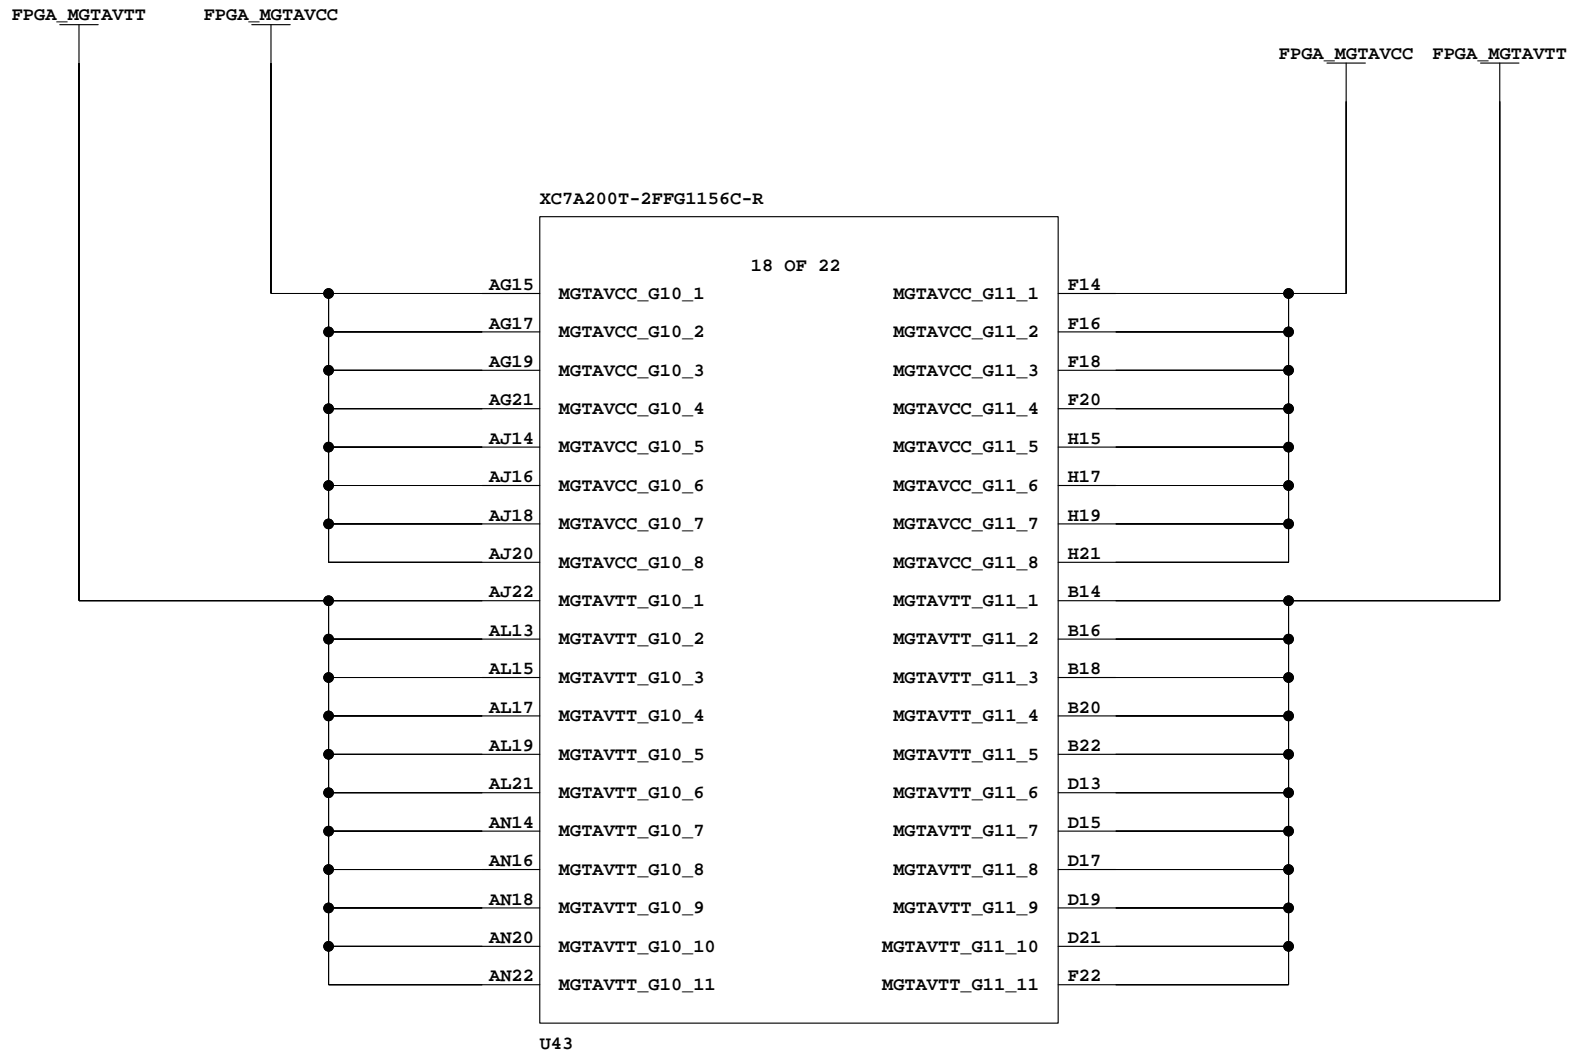 FPGA_MGTAVTT FPGA_MGTAVCC
FPGA_MGTAVCC FPGA_MGTAVTT
XC7A200T-2FFG1156C-R
18 OF 22
AG15 MGTAVCC_G10_1 MGTAVCC_G11_1 F14
AG17 MGTAVCC_G10_2 MGTAVCC_G11_2 F16
AG19 MGTAVCC_G10_3 MGTAVCC_G11_3 F18
AG21 MGTAVCC_G10_4 MGTAVCC_G11_4 F20
AJ14 MGTAVCC_G10_5 MGTAVCC_G11_5 H15
AJ16 MGTAVCC_G10_6 MGTAVCC_G11_6 H17
AJ18 MGTAVCC_G10_7 MGTAVCC_G11_7 H19
AJ20 MGTAVCC_G10_8 MGTAVCC_G11_8 H21
AJ22 MGTAVTT_G10_1 MGTAVTT_G11_1 B14
AL13 MGTAVTT_G10_2 MGTAVTT_G11_2 B16
AL15 MGTAVTT_G10_3 MGTAVTT_G11_3 B18
AL17 MGTAVTT_G10_4 MGTAVTT_G11_4 B20
AL19 MGTAVTT_G10_5 MGTAVTT_G11_5 B22
AL21 MGTAVTT_G10_6 MGTAVTT_G11_6 D13
AN14 MGTAVTT_G10_7 MGTAVTT_G11_7 D15
AN16 MGTAVTT_G10_8 MGTAVTT_G11_8 D17
AN18 MGTAVTT_G10_9 MGTAVTT_G11_9 D19
AN20 MGTAVTT_G10_10 MGTAVTT_G11_10 D21
AN22 MGTAVTT_G10_11 MGTAVTT_G11_11 F22
U43